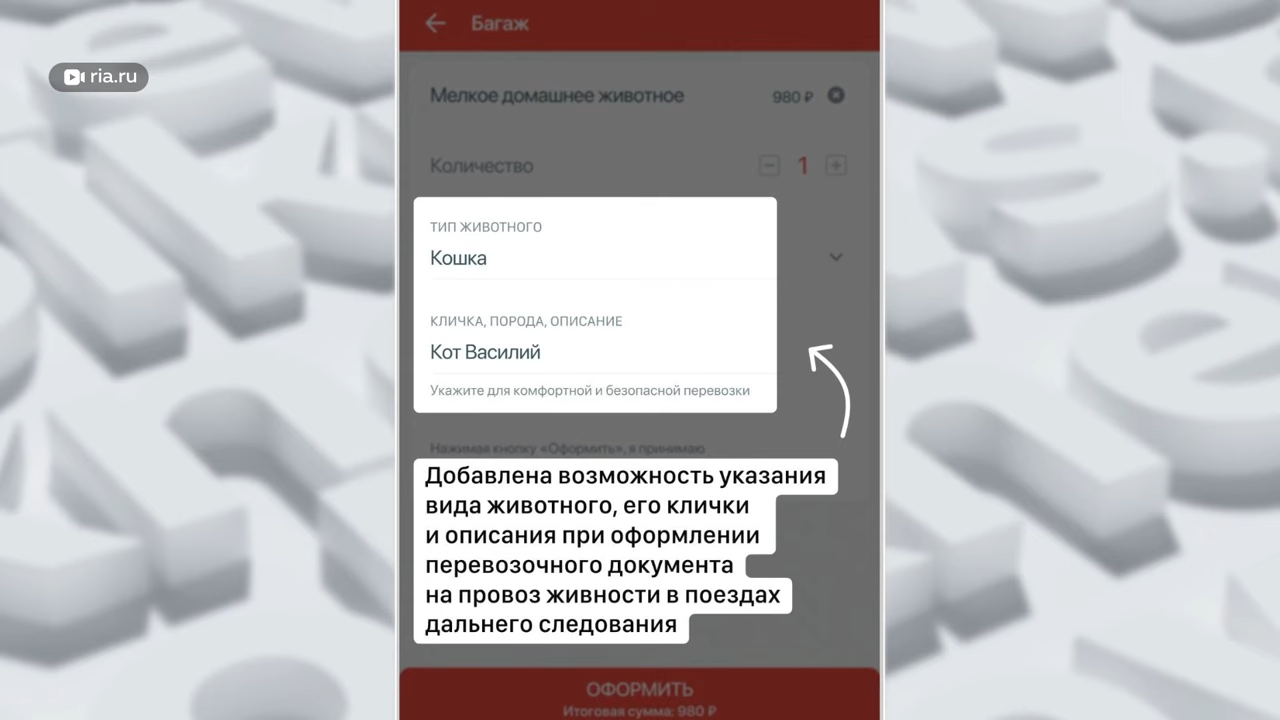 Багаж
ria.ru
Мелкое домашнее животное 980 ₽
Количество 1
ТИП ЖИВОТНОГО
Кошка
КЛИЧКА, ПОРОДА, ОПИСАНИЕ
Кот Василий
Укажите для комфортной и безопасной перевозки
Нажимая кнопку «Оформить», я принимаю
Добавлена возможность указания
вида животного, его клички
и описания при оформлении
перевозочного документа
на провоз живности в поездах
дальнего следования
ОФОРМИТЬ
Итоговая сумма: 980 ₽